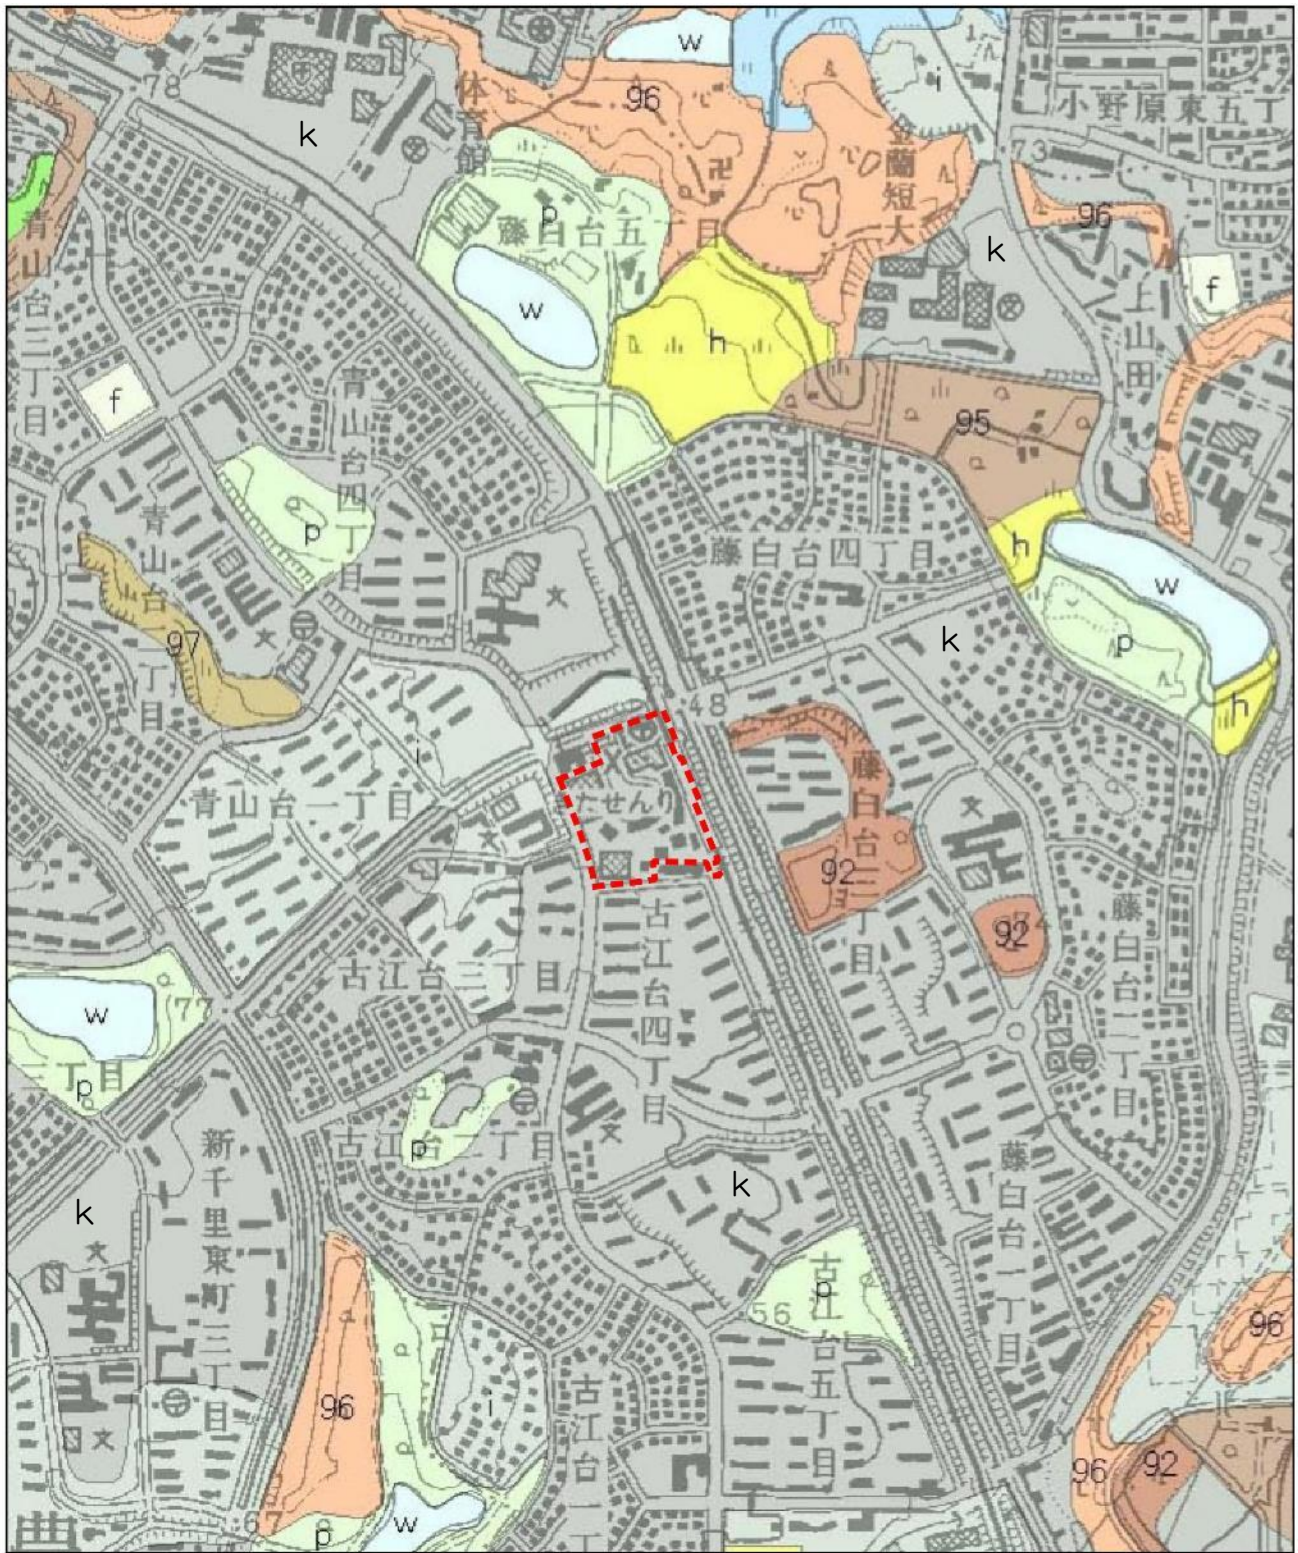 w
96
i
小野原東五丁
78
体育館
k
金蘭短大
73
p
藤白台五丁目
96
k
青山台三丁目
w
f
上山田
h
f
青山台四丁目
95
藤白台四丁目
p
h
w
青山台二丁目
97
k
p
48
h
i
たせんり
青山台一丁目
藤白台三丁目
92
92
古江台四丁目
藤白台二丁目
古江台三丁目
w
77
三丁目
p
新千里東町二丁目
p
古江台二丁目
藤白台一丁目
k
k
p
古江台五丁目
56
96
96
i
古江台一丁
92
96
67
w
p
豊